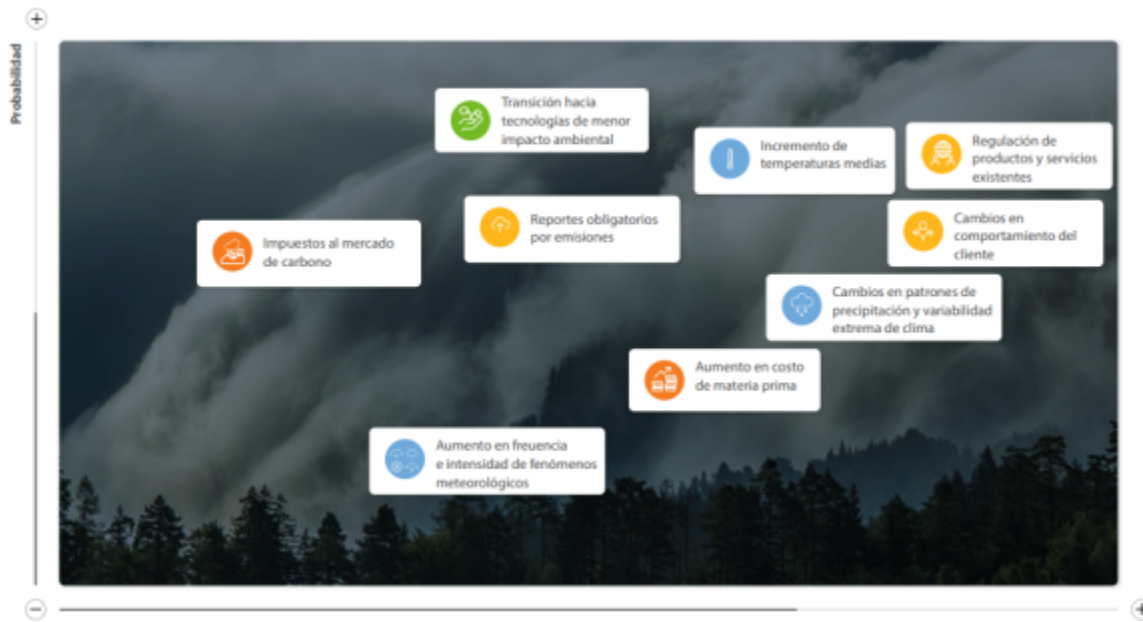 Probabilidad
Transición hacia
tecnologías de menor
impacto ambiental
Incremento de
temperaturas medias
Regulación de
productos y servicios
existentes
Impuestos al mercado
de carbono
Reportes obligatorios
por emisiones
Cambios en
comportamiento del
cliente
Cambios en patrones de
precipitación y variabilidad
extrema de clima
Aumento en costo
de materia prima
Aumento en freuencia
e intensidad de fenómenos
meteorológicos